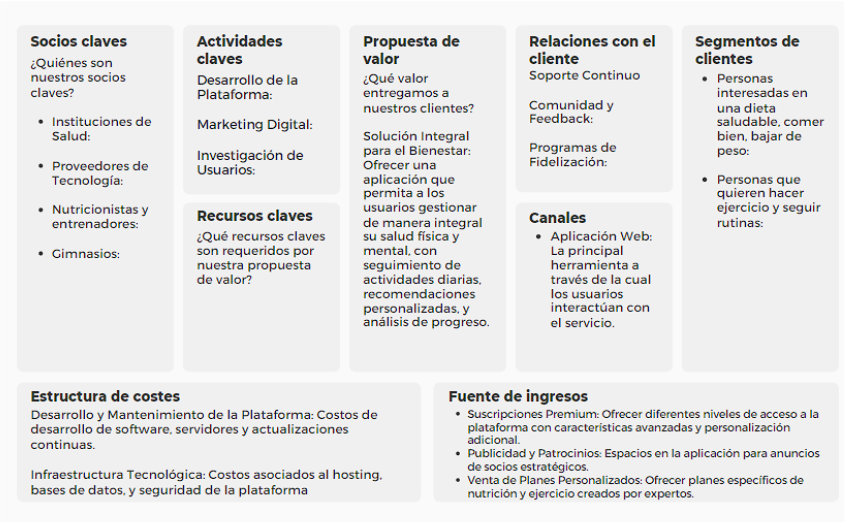 Socios claves
¿Quiénes son
nuestros socios
claves?
• Instituciones de
Salud:
• Proveedores de
Tecnología:
• Nutricionistas y
entrenadores:
• Gimnasios:
Actividades
claves
Desarrollo de la
Plataforma:
Marketing Digital:
Investigación de
Usuarios:
Recursos claves
¿Qué recursos claves
son requeridos por
nuestra propuesta
de valor?
Propuesta de
valor
¿Qué valor
entregamos a
nuestros clientes?
Solución Integral
para el Bienestar:
Ofrecer una
aplicación que
permita a los
usuarios gestionar
de manera integral
su salud física y
mental, con
seguimiento de
actividades diarias,
recomendaciones
personalizadas, y
análisis de progreso.
Relaciones con el
cliente
Soporte Continuo
Comunidad y
Feedback:
Programas de
Fidelización:
Canales
• Aplicación Web:
La principal
herramienta a
través de la cual
los usuarios
interactúan con
el servicio.
Segmentos de
clientes
• Personas
interesadas en
una dieta
saludable, comer
bien, bajar de
peso:
• Personas que
quieren hacer
ejercicio y seguir
rutinas:
Estructura de costes
Desarrollo y Mantenimiento de la Plataforma: Costos de
desarrollo de software, servidores y actualizaciones
continuas.
Infraestructura Tecnológica: Costos asociados al hosting,
bases de datos, y seguridad de la plataforma
Fuente de ingresos
• Suscripciones Premium: Ofrecer diferentes niveles de acceso a la
plataforma con características avanzadas y personalización
adicional.
• Publicidad y Patrocinios: Espacios en la aplicación para anuncios
de socios estratégicos.
• Venta de Planes Personalizados: Ofrecer planes específicos de
nutrición y ejercicio creados por expertos.